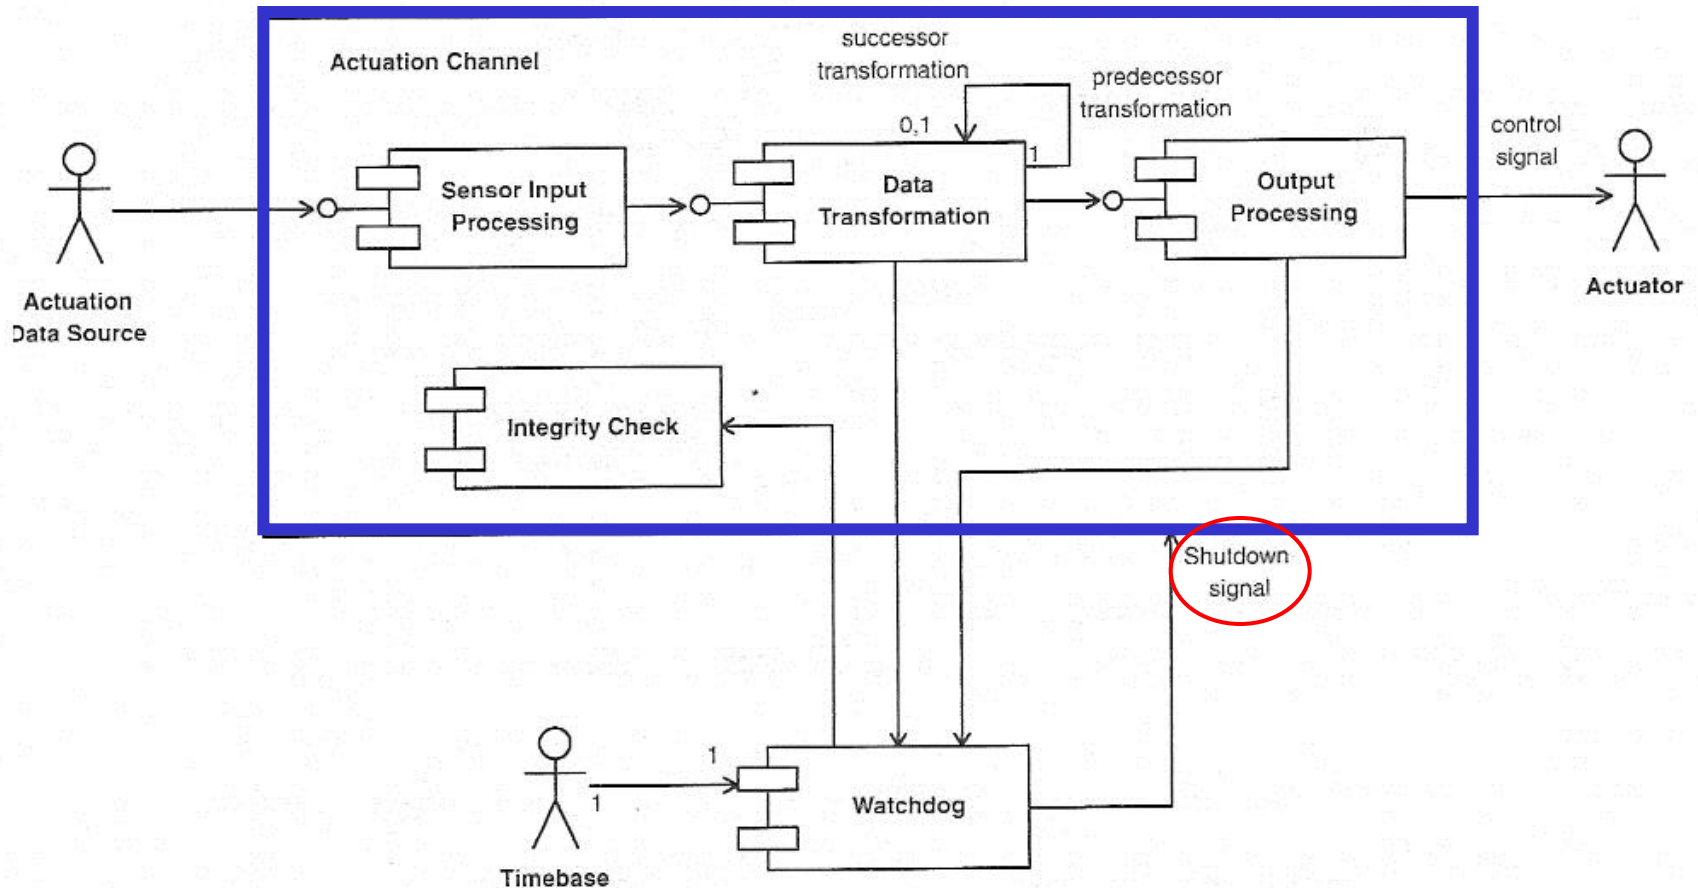 Actuation Channel
successor
transformation
predecessor
transformation
0,1
1
control
signal
Sensor Input
Processing
Data
Transformation
Output
Processing
Actuation
Data Source
Actuator
*
Integrity Check
Shutdown
signal
1
1
Watchdog
Timebase